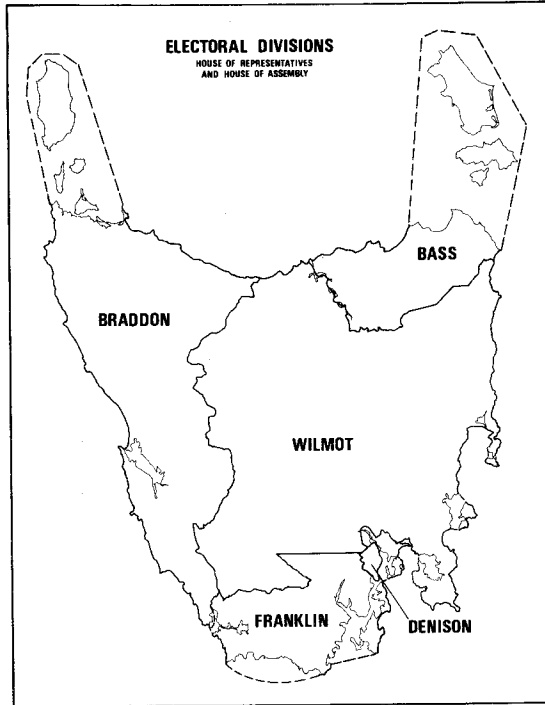 ELECTORAL DIVISIONS
HOUSE OF REPRESENTATIVES
AND HOUSE OF ASSEMBLY
BASS
BRADDON
WILMOT
FRANKLIN
DENISON